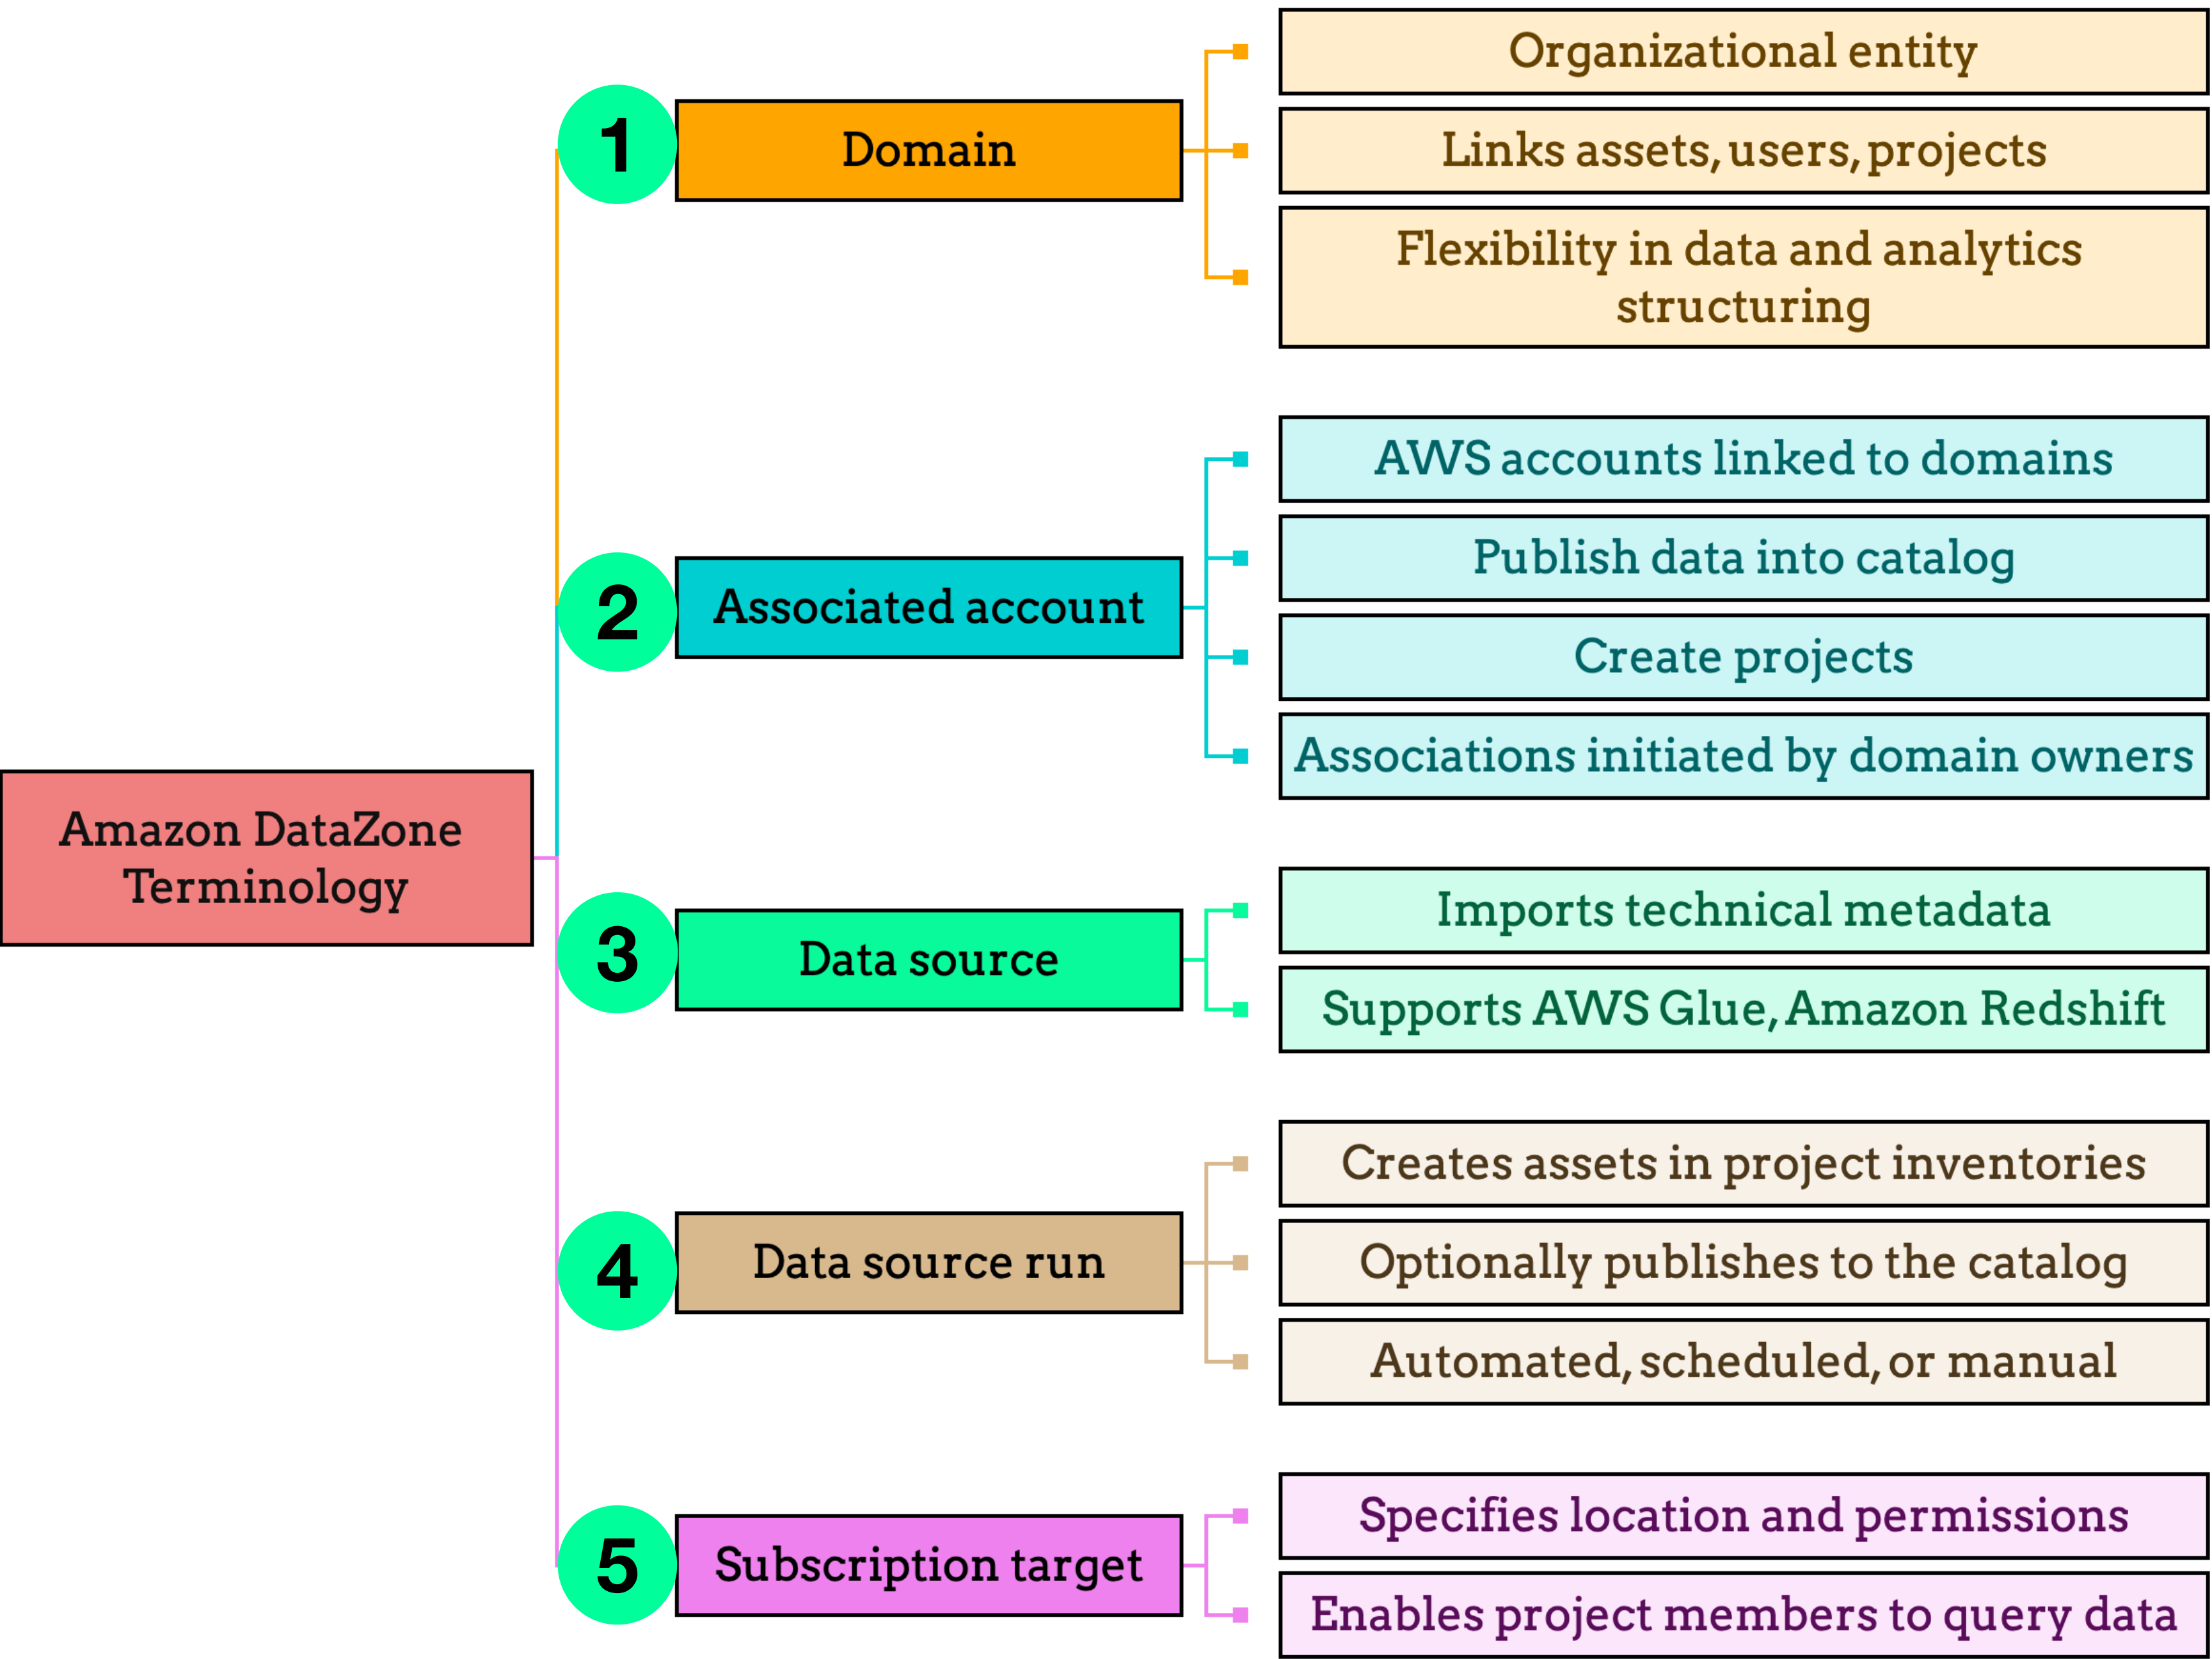 Amazon DataZone
Terminology
1
Domain
Organizational entity
Links assets, users, projects
Flexibility in data and analytics
structuring
2
Associated account
AWS accounts linked to domains
Publish data into catalog
Create projects
Associations initiated by domain owners
3
Data source
Imports technical metadata
Supports AWS Glue, Amazon Redshift
4
Data source run
Creates assets in project inventories
Optionally publishes to the catalog
Automated, scheduled, or manual
5
Subscription target
Specifies location and permissions
Enables project members to query data